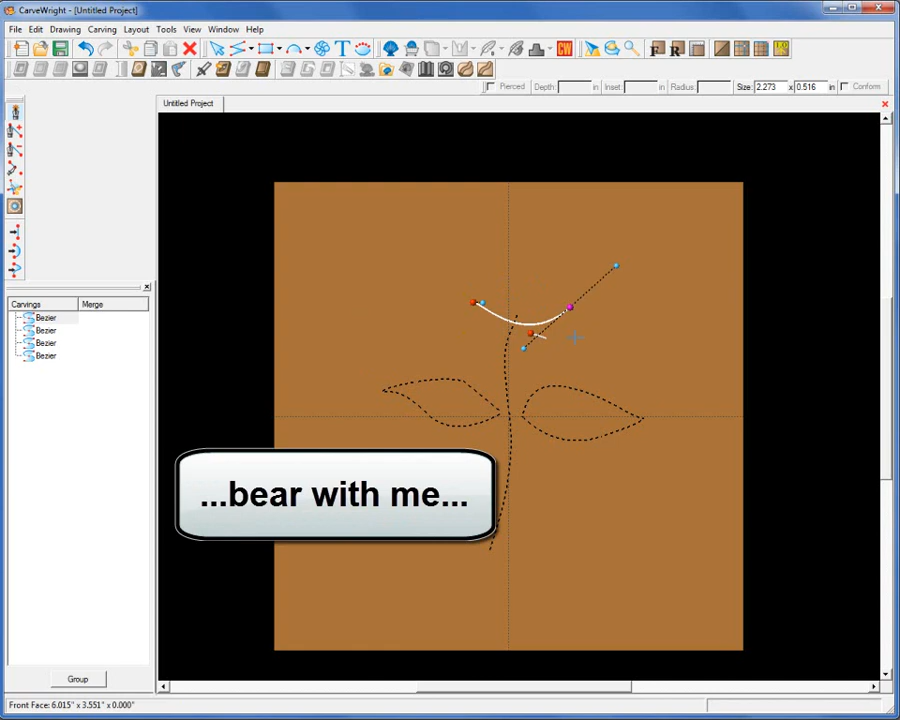 CarveWright - [Untitled Project]
File Edit Drawing Carving Layout Tools View Window Help
T CW F R
Pierced Depth: in Inset: in Radius: in Size: 2.273 x 0.516 in Conform
Untitled Project
Carvings Merge
Bezier
Bezier
Bezier
Bezier
...bear with me...
Group
Front Face: 6.015" x 3.551" x 0.000"